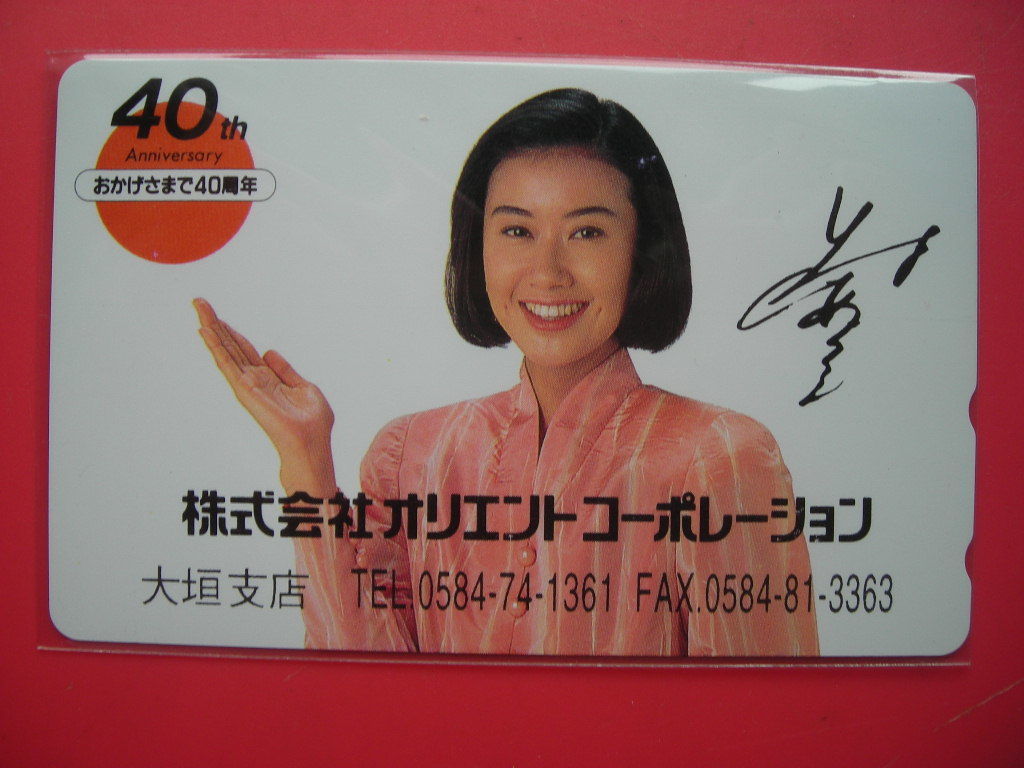 40th
Anniversary
おかげさまで40周年
株式会社オリエントコーポレーション
大垣支店 TEL.0584-74-1361 FAX.0584-81-3363